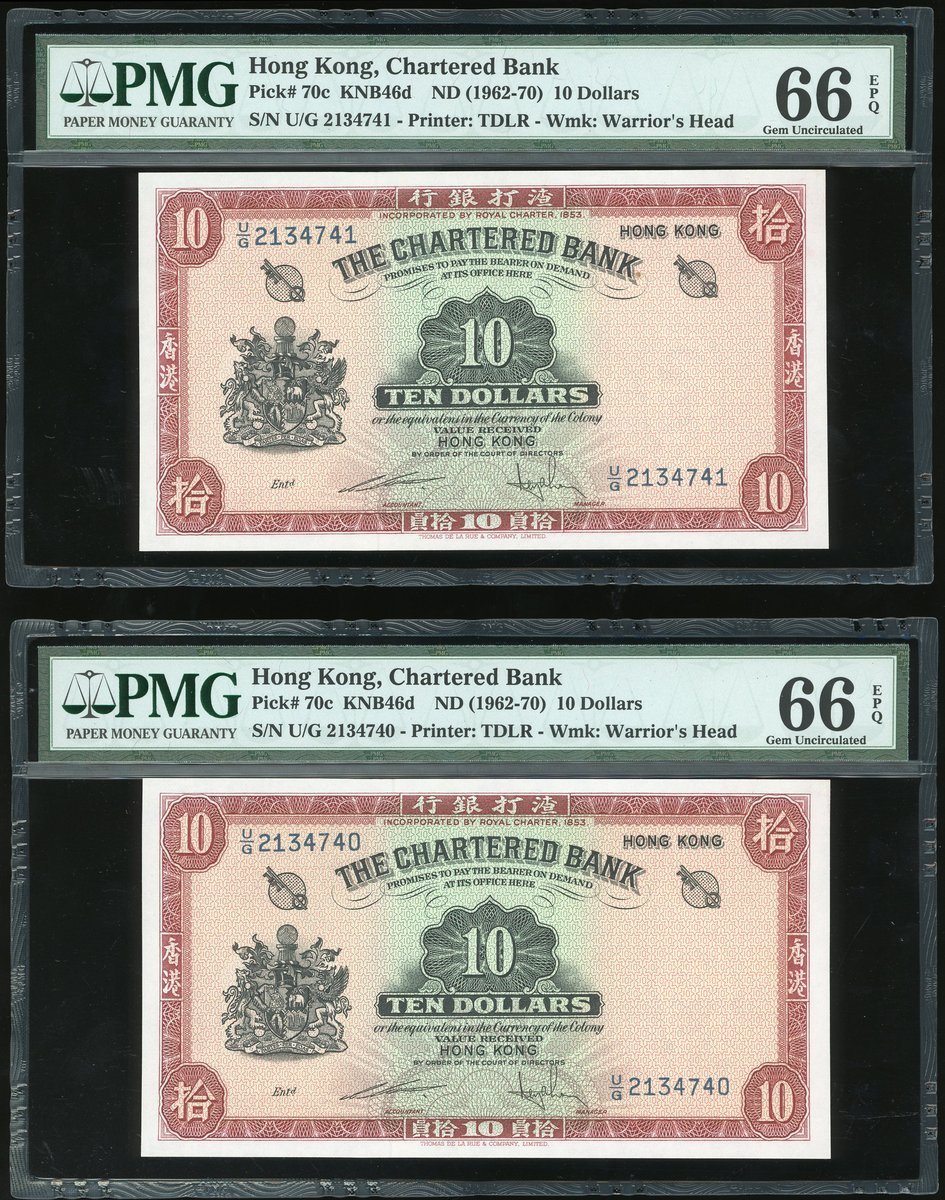 PMG
PAPER MONEY GUARANTY
Hong Kong, Chartered Bank
Pick# 70c KNB46d ND (1962-70) 10 Dollars
S/N U/G 2134741 - Printer: TDLR - Wmk: Warrior's Head
66 EPQ
Gem Uncirculated
行銀打渣
INCORPORATED BY ROYAL CHARTER, 1853.
10
U/G 2134741
HONG KONG
拾
THE CHARTERED BANK
PROMISES TO PAY THE BEARER ON DEMAND
AT ITS OFFICE HERE
10
香港
香港
TEN DOLLARS
or the equivalent in the Currency of the Colony
VALUE RECEIVED
HONG KONG
BY ORDER OF THE COURT OF DIRECTORS
U/G 2134741
拾
Entd
10
ACCOUNTANT
MANAGER
員拾 10 員拾
THOMAS DE LA RUE & COMPANY, LIMITED.
PMG
PAPER MONEY GUARANTY
Hong Kong, Chartered Bank
Pick# 70c KNB46d ND (1962-70) 10 Dollars
S/N U/G 2134740 - Printer: TDLR - Wmk: Warrior's Head
66 EPQ
Gem Uncirculated
行銀打渣
INCORPORATED BY ROYAL CHARTER, 1853.
10
U/G 2134740
HONG KONG
拾
THE CHARTERED BANK
PROMISES TO PAY THE BEARER ON DEMAND
AT ITS OFFICE HERE
10
香港
香港
TEN DOLLARS
or the equivalent in the Currency of the Colony
VALUE RECEIVED
HONG KONG
BY ORDER OF THE COURT OF DIRECTORS
U/G 2134740
拾
Entd
10
ACCOUNTANT
MANAGER
員拾 10 員拾
THOMAS DE LA RUE & COMPANY, LIMITED.